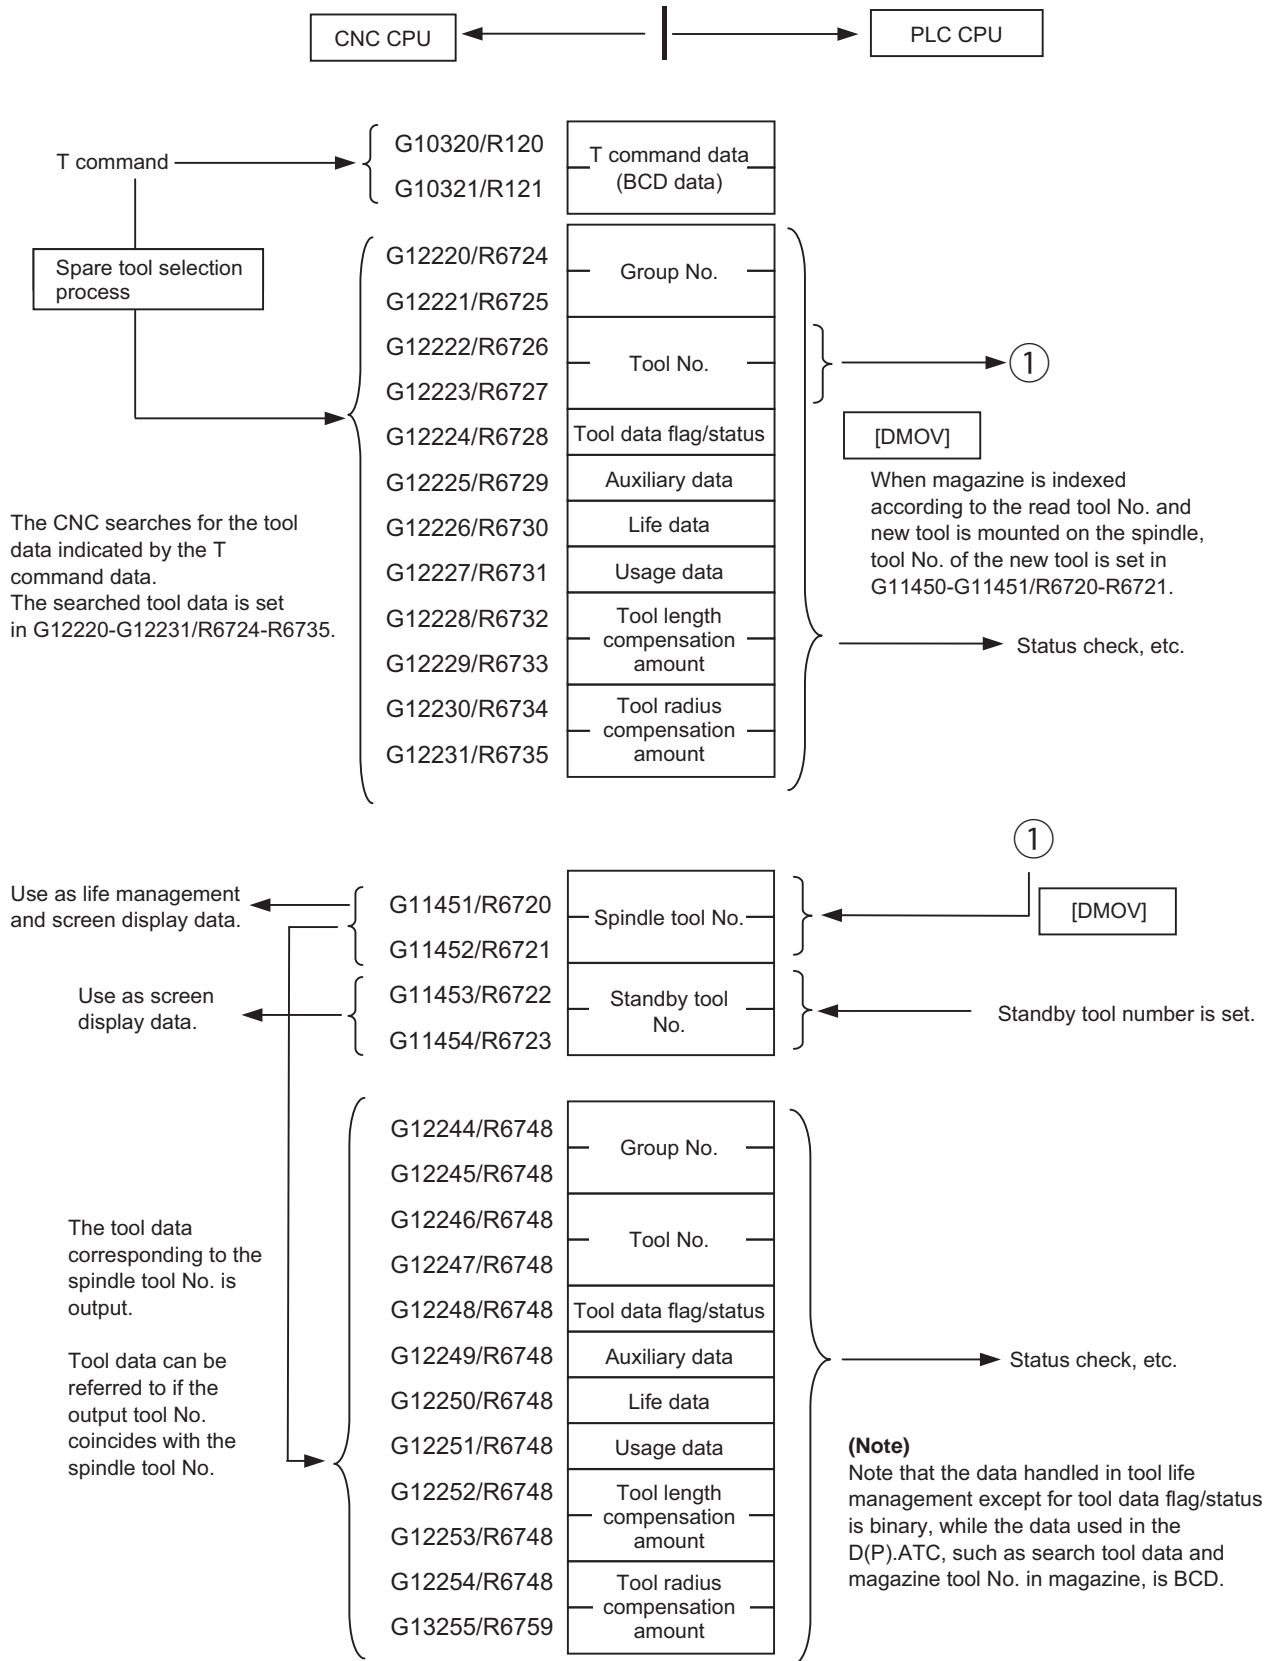 CNC CPU
PLC CPU
T command
G10320/R120
G10321/R121
T command data
(BCD data)
Spare tool selection
process
G12220/R6724
G12221/R6725
Group No.
G12222/R6726
G12223/R6727
Tool No.
1
G12224/R6728
Tool data flag/status
[DMOV]
G12225/R6729
Auxiliary data
G12226/R6730
Life data
G12227/R6731
Usage data
G12228/R6732
G12229/R6733
Tool length
compensation
amount
G12230/R6734
G12231/R6735
Tool radius
compensation
amount
When magazine is indexed
according to the read tool No. and
new tool is mounted on the spindle,
tool No. of the new tool is set in
G11450-G11451/R6720-R6721.
Status check, etc.
The CNC searches for the tool
data indicated by the T
command data.
The searched tool data is set
in G12220-G12231/R6724-R6735.
1
[DMOV]
Use as life management
and screen display data.
G11451/R6720
G11452/R6721
Spindle tool No.
Use as screen
display data.
G11453/R6722
G11454/R6723
Standby tool
No.
Standby tool number is set.
G12244/R6748
G12245/R6748
Group No.
G12246/R6748
G12247/R6748
Tool No.
G12248/R6748
Tool data flag/status
G12249/R6748
Auxiliary data
G12250/R6748
Life data
G12251/R6748
Usage data
G12252/R6748
G12253/R6748
Tool length
compensation
amount
G12254/R6748
G13255/R6759
Tool radius
compensation
amount
The tool data
corresponding to the
spindle tool No. is
output.
Tool data can be
referred to if the
output tool No.
coincides with the
spindle tool No.
Status check, etc.
(Note)
Note that the data handled in tool life
management except for tool data flag/status
is binary, while the data used in the
D(P).ATC, such as search tool data and
magazine tool No. in magazine, is BCD.